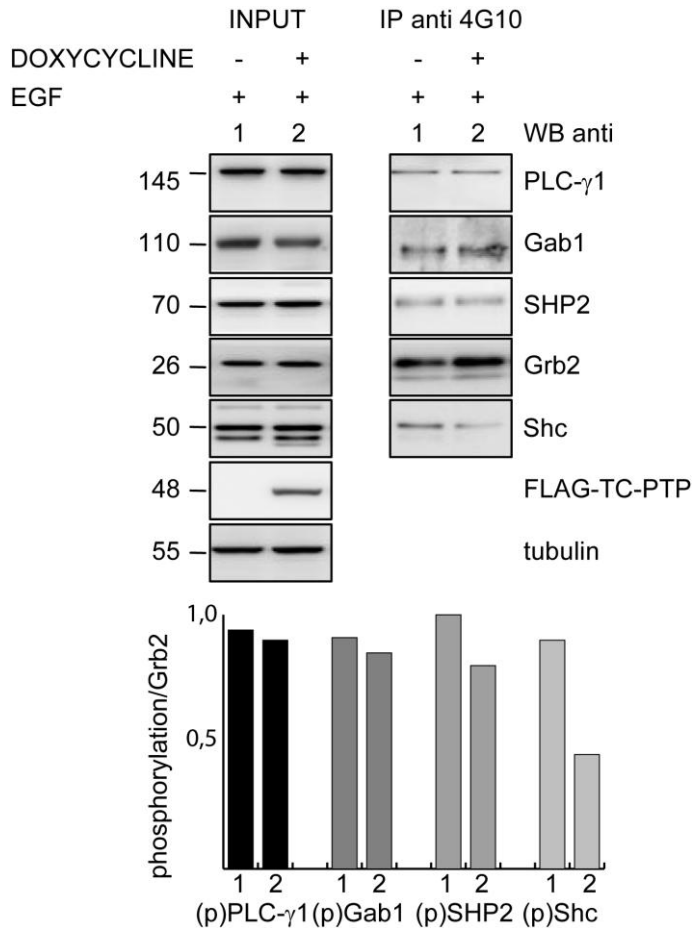 INPUT IP anti 4G10
DOXYCYCLINE - + - +
EGF + + + +
1 2 1 2 WB anti
145 PLC-γ1
110 Gab1
70 SHP2
26 Grb2
50 Shc
48 FLAG-TC-PTP
55 tubulin
phosphorylation/Grb2
1,0
0,5
1 2 1 2 1 2 1 2
(p)PLC-γ1 (p)Gab1 (p)SHP2 (p)Shc